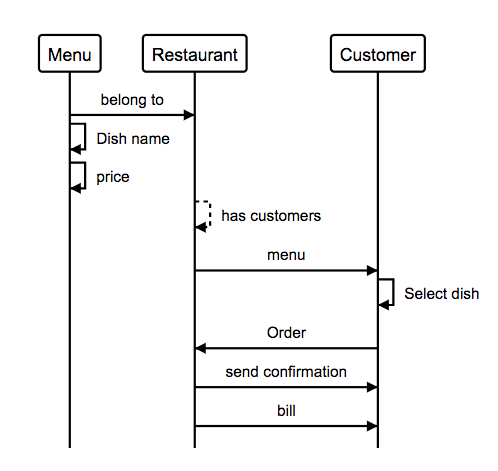 Menu
Restaurant
Customer
belong to
Dish name
price
has customers
menu
Select dish
Order
send confirmation
bill